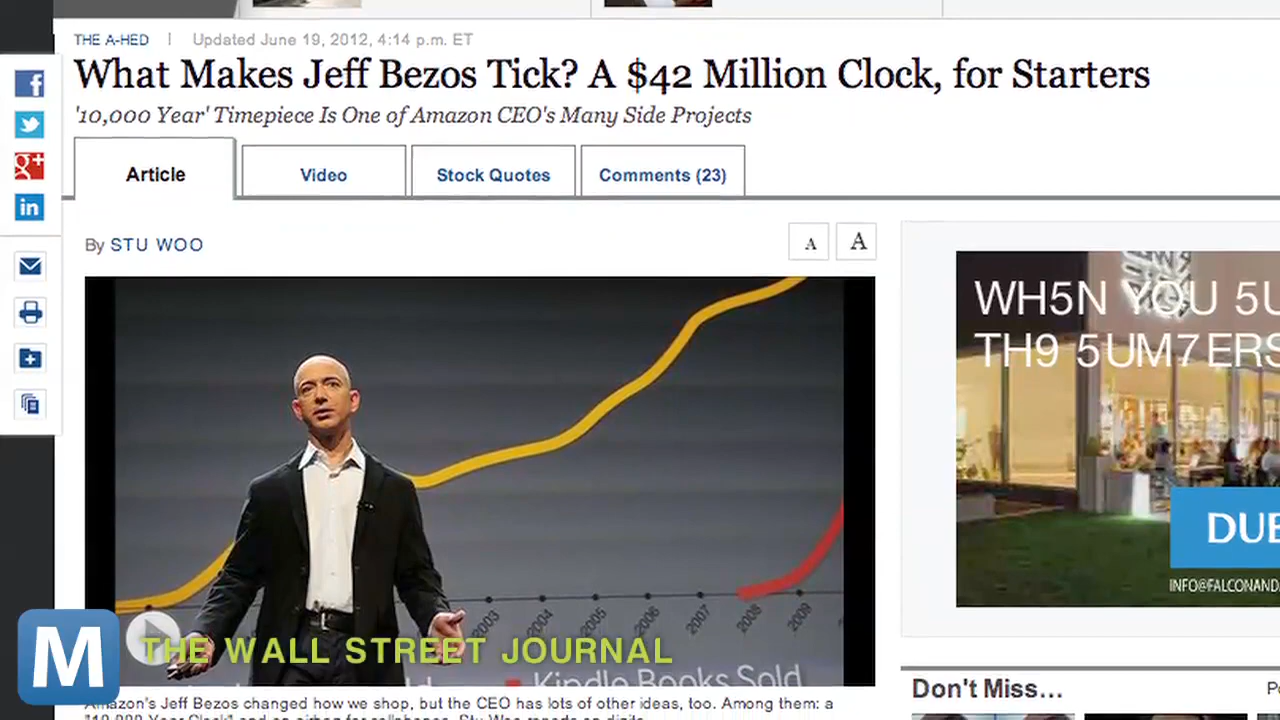 THE A-HED | Updated June 19, 2012, 4:14 p.m. ET
What Makes Jeff Bezos Tick? A $42 Million Clock, for Starters
'10,000 Year' Timepiece Is One of Amazon CEO's Many Side Projects
Article Video Stock Quotes Comments (23)
By STU WOO
A A
f
g+
in
WH5N YOU 5U
TH9 5UM7ERS
DUB
INFO@FALCONAND
2003 2004 2005 2006 2007 2008 2009
Kindle Books Sold
M
THE WALL STREET JOURNAL
Amazon's Jeff Bezos changed how we shop, but the CEO has lots of other ideas, too. Among them: a
Don't Miss...